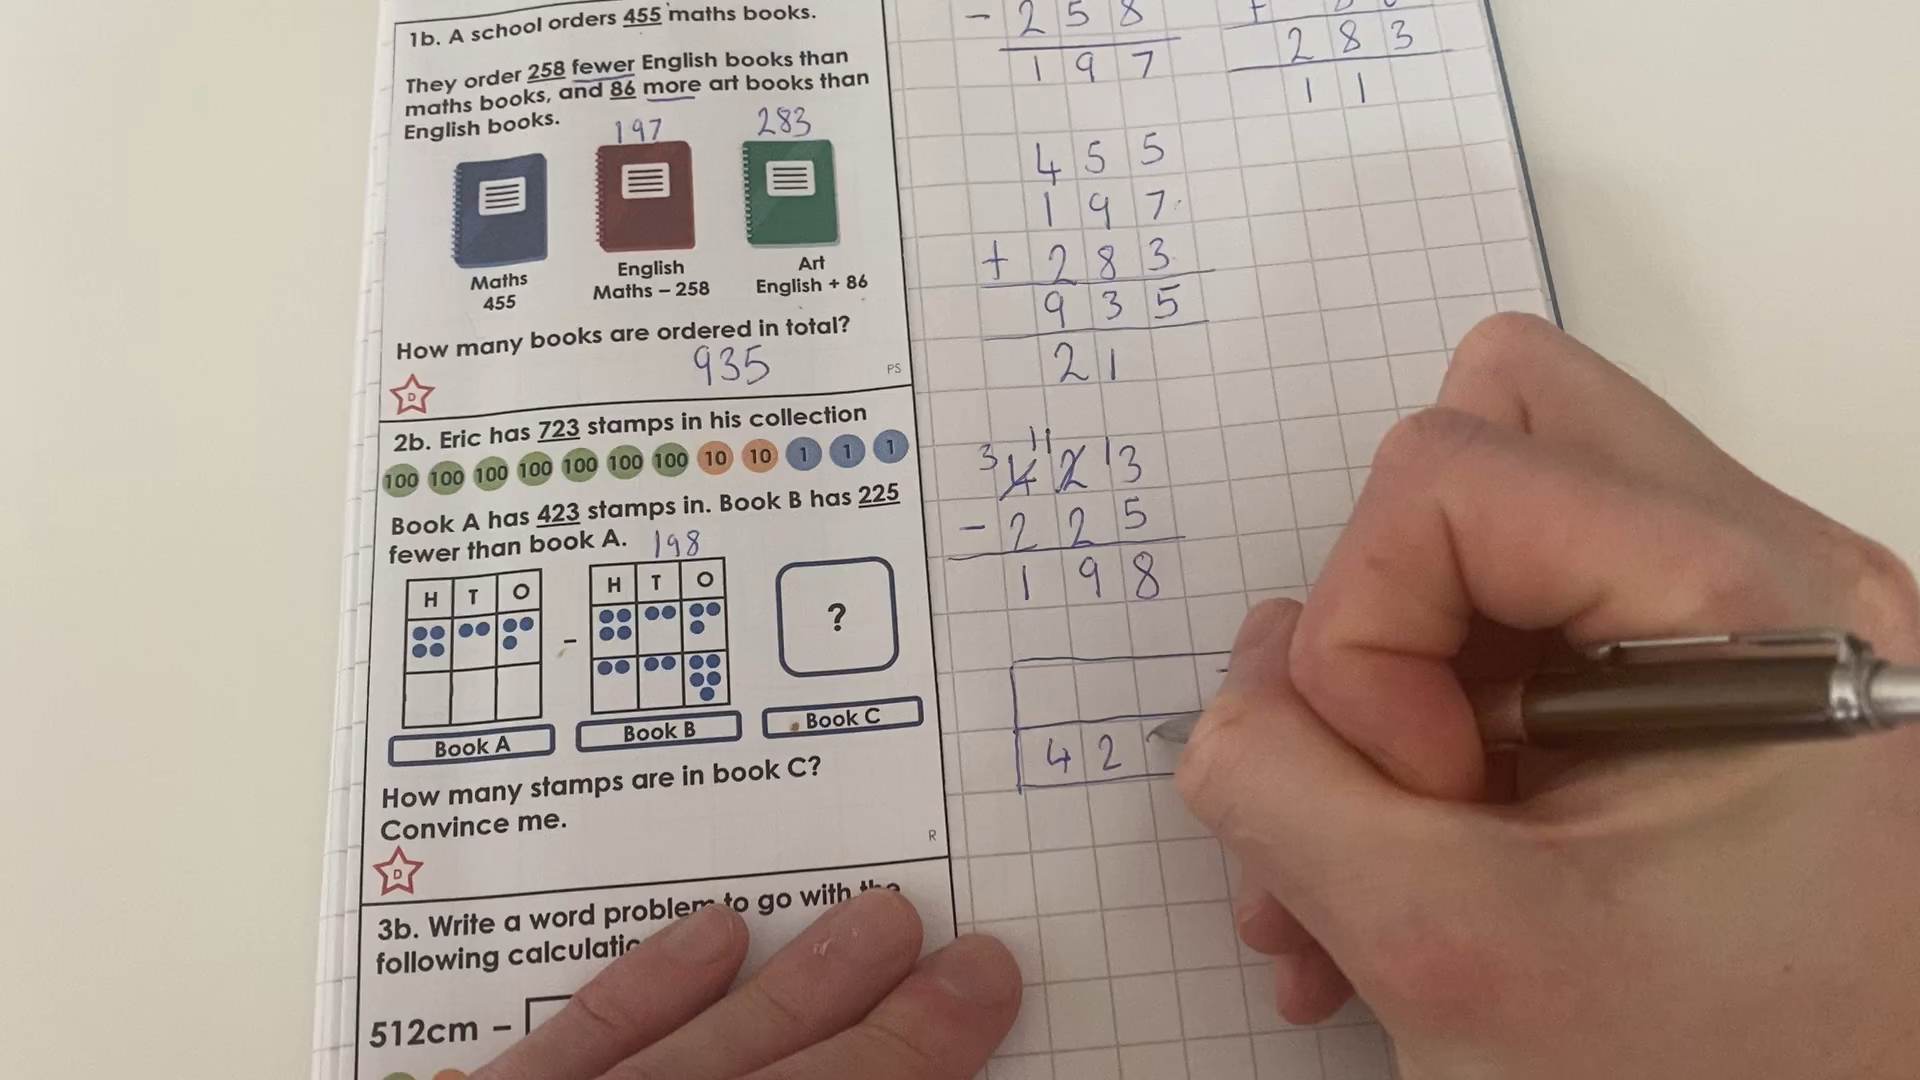 1b. A school orders 455 maths books.
They order 258 fewer English books than
maths books, and 86 more art books than
English books.
197
283
Maths
455
English
Maths – 258
Art
English + 86
How many books are ordered in total?
935
PS
D
2b. Eric has 723 stamps in his collection
100 100 100 100 100 100 100 10 10 1 1 1
Book A has 423 stamps in. Book B has 225
fewer than book A.
198
H T O
–
H T O
?
Book A
Book B
Book C
How many stamps are in book C?
Convince me.
R
D
3b. Write a word problem to go with the
following
512cm –
– 2 5 8
1 9 7
+
2 8 3
1 1
4 5 5
1 9 7
+ 2 8 3
9 3 5
2 1
3 11 1
4 2 3
– 2 2 5
1 9 8
4 2